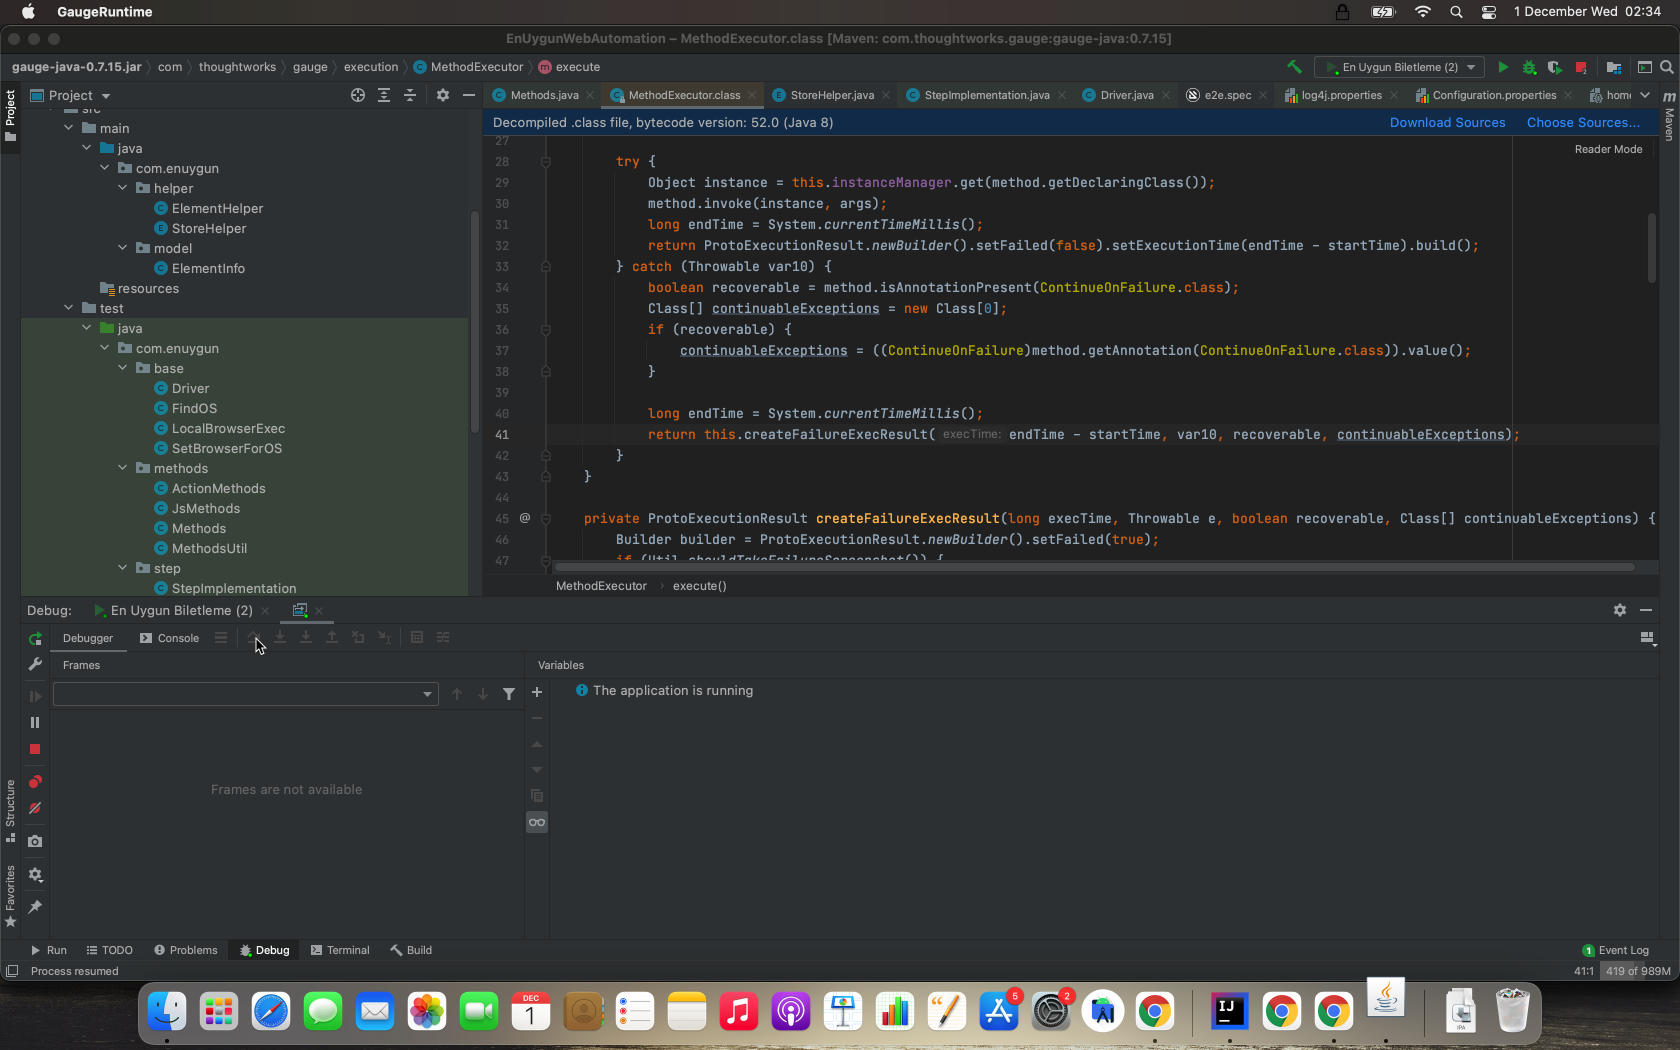 GaugeRuntime
1 December Wed 02:34
EnUygunWebAutomation – MethodExecutor.class [Maven: com.thoughtworks.gauge:gauge-java:0.7.15]
gauge-java-0.7.15.jar com thoughtworks gauge execution MethodExecutor execute
En Uygun Biletleme (2)
Project
Methods.java MethodExecutor.class StoreHelper.java StepImplementation.java Driver.java e2e.spec log4j.properties Configuration.properties home
Project
Maven
Structure
Favorites
src
main
java
com.enuygun
helper
ElementHelper
StoreHelper
model
ElementInfo
resources
test
java
com.enuygun
base
Driver
FindOS
LocalBrowserExec
SetBrowserForOS
methods
ActionMethods
JsMethods
Methods
MethodsUtil
step
StepImplementation
Decompiled .class file, bytecode version: 52.0 (Java 8)
Download Sources Choose Sources...
Reader Mode
27
28 try {
29 Object instance = this.instanceManager.get(method.getDeclaringClass());
30 method.invoke(instance, args);
31 long endTime = System.currentTimeMillis();
32 return ProtoExecutionResult.newBuilder().setFailed(false).setExecutionTime(endTime - startTime).build();
33 } catch (Throwable var10) {
34 boolean recoverable = method.isAnnotationPresent(ContinueOnFailure.class);
35 Class[] continuableExceptions = new Class[0];
36 if (recoverable) {
37 continuableExceptions = ((ContinueOnFailure)method.getAnnotation(ContinueOnFailure.class)).value();
38 }
39
40 long endTime = System.currentTimeMillis();
41 return this.createFailureExecResult( execTime: endTime - startTime, var10, recoverable, continuableExceptions);
42 }
43 }
44
45 @ private ProtoExecutionResult createFailureExecResult(long execTime, Throwable e, boolean recoverable, Class[] continuableExceptions) {
46 Builder builder = ProtoExecutionResult.newBuilder().setFailed(true);
47 if (Util.shouldTakeFailureScreenshot()) {
MethodExecutor execute()
Debug: En Uygun Biletleme (2)
Debugger Console
Frames
Variables
The application is running
Frames are not available
Run TODO Problems Debug Terminal Build
1 Event Log
Process resumed
41:1 419 of 989M
DEC
1
5
2
IJ
IPA